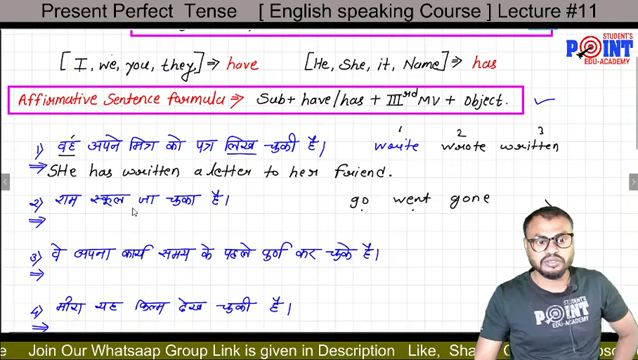 Present Perfect Tense [ English speaking Course ] Lecture #11
STUDENT'S
POINT
EDU-ACADEMY
[I, we, you, they] ⇒ have [He, She, it, Name] ⇒ has
Affirmative Sentence formula ⇒ Sub + have/has + IIIrd MV + Object.
1) वह अपने मित्र को पत्र लिख चुकी है। write 1 wrote 2 written 3
⇒ SHe has written a letter to her friend.
2) राम स्कूल जा चुका है। go went gone
⇒
3) वे अपना कार्य समय के पहले पूर्ण कर चुके है।
⇒
4) मीरा यह फिल्म देख चुकी है।
⇒
STUDENT'S
POINT
Join Our Whatsaap Group Link is given in Description Like,